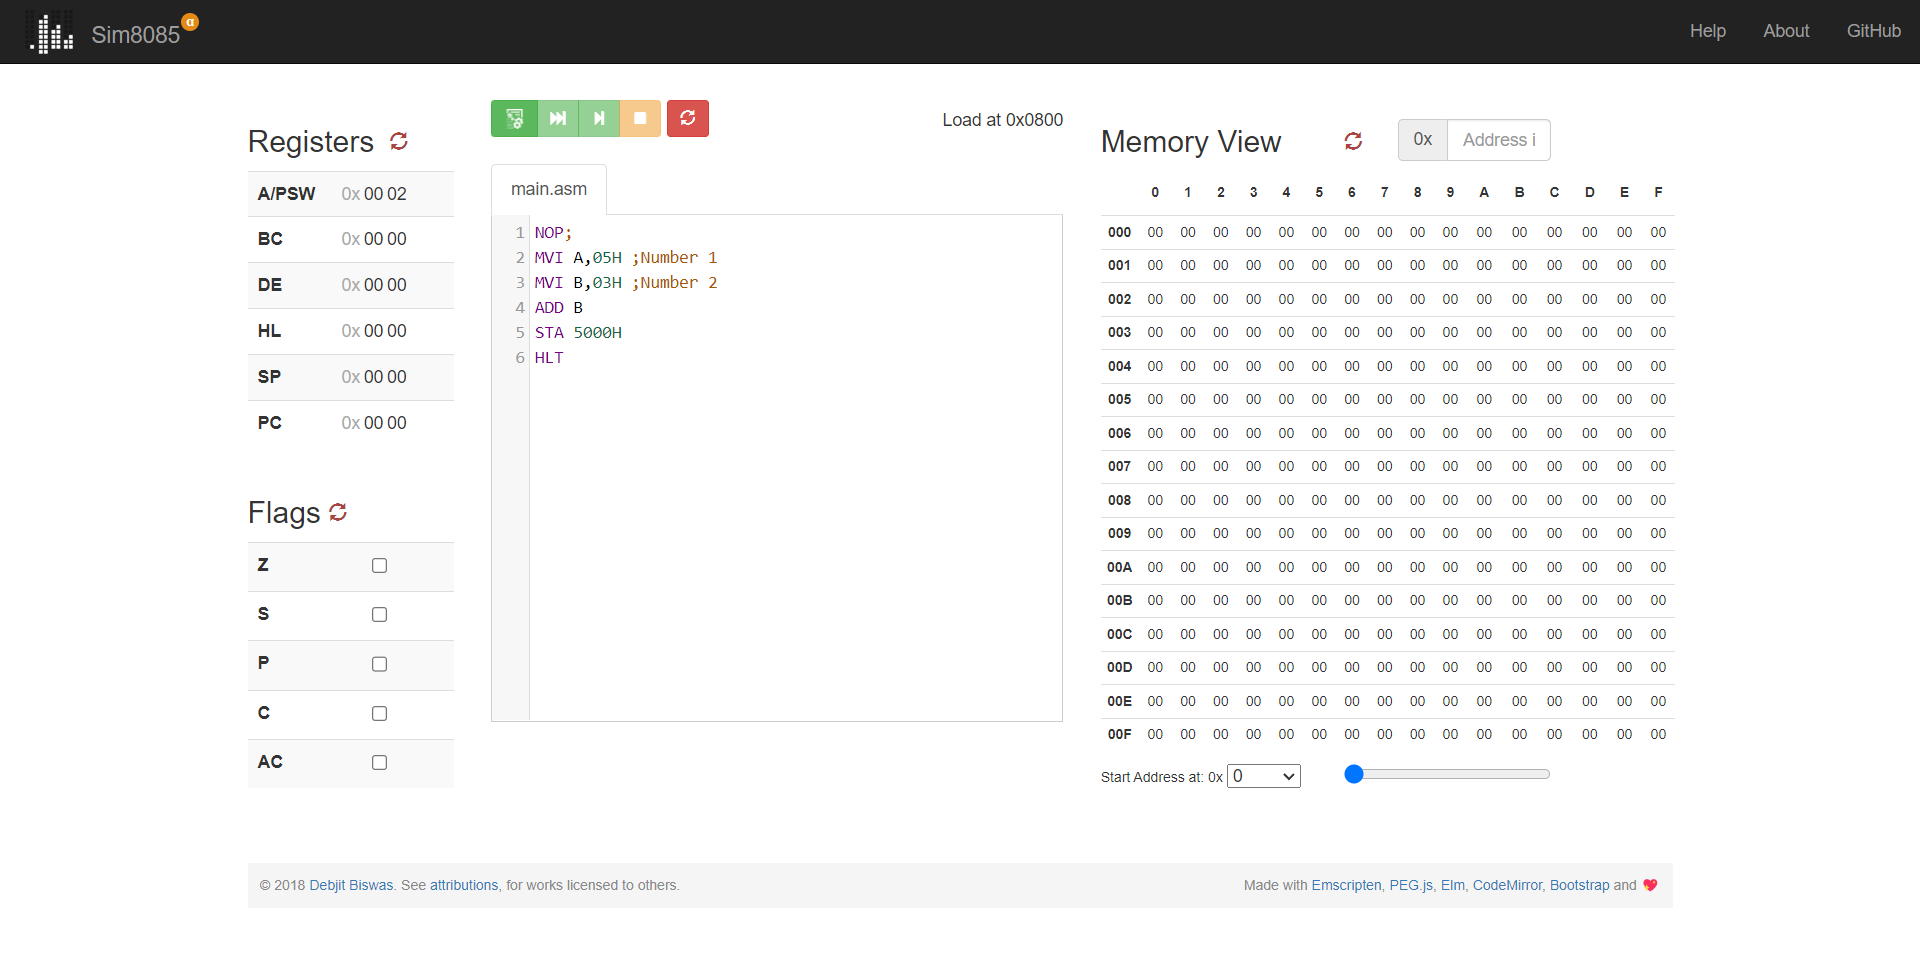 Sim8085 α
Help About GitHub
Registers
A/PSW 0x 00 02
BC 0x 00 00
DE 0x 00 00
HL 0x 00 00
SP 0x 00 00
PC 0x 00 00
Flags
Z
S
P
C
AC
Load at 0x0800
main.asm
1 NOP;
2 MVI A,05H ;Number 1
3 MVI B,03H ;Number 2
4 ADD B
5 STA 5000H
6 HLT
Memory View 0x Address i
0 1 2 3 4 5 6 7 8 9 A B C D E F
000 00 00 00 00 00 00 00 00 00 00 00 00 00 00 00 00
001 00 00 00 00 00 00 00 00 00 00 00 00 00 00 00 00
002 00 00 00 00 00 00 00 00 00 00 00 00 00 00 00 00
003 00 00 00 00 00 00 00 00 00 00 00 00 00 00 00 00
004 00 00 00 00 00 00 00 00 00 00 00 00 00 00 00 00
005 00 00 00 00 00 00 00 00 00 00 00 00 00 00 00 00
006 00 00 00 00 00 00 00 00 00 00 00 00 00 00 00 00
007 00 00 00 00 00 00 00 00 00 00 00 00 00 00 00 00
008 00 00 00 00 00 00 00 00 00 00 00 00 00 00 00 00
009 00 00 00 00 00 00 00 00 00 00 00 00 00 00 00 00
00A 00 00 00 00 00 00 00 00 00 00 00 00 00 00 00 00
00B 00 00 00 00 00 00 00 00 00 00 00 00 00 00 00 00
00C 00 00 00 00 00 00 00 00 00 00 00 00 00 00 00 00
00D 00 00 00 00 00 00 00 00 00 00 00 00 00 00 00 00
00E 00 00 00 00 00 00 00 00 00 00 00 00 00 00 00 00
00F 00 00 00 00 00 00 00 00 00 00 00 00 00 00 00 00
Start Address at: 0x 0
© 2018 Debjit Biswas. See attributions, for works licensed to others.
Made with Emscripten, PEG.js, Elm, CodeMirror, Bootstrap and 💖